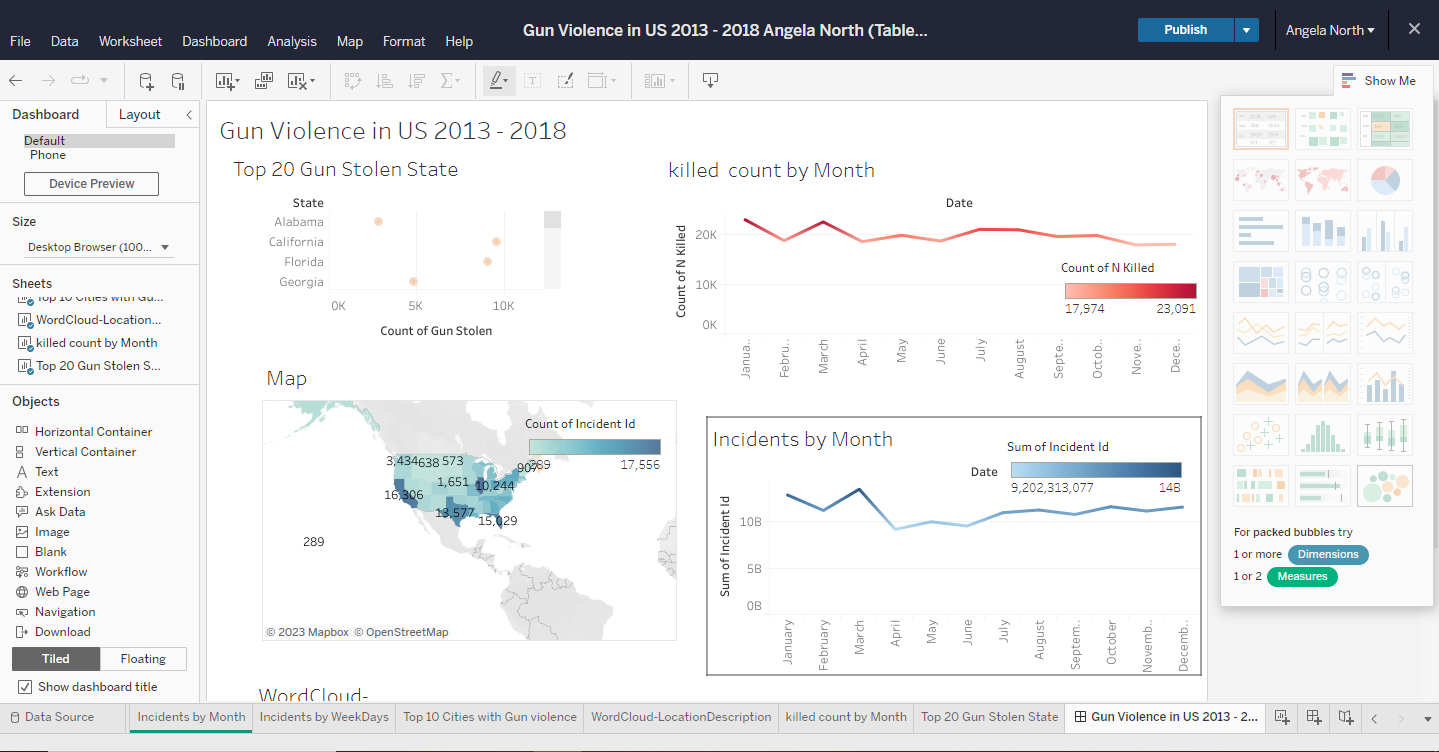 Gun Violence in US 2013 - 2018 Angela North (Table...
Publish
Angela North
File Data Worksheet Dashboard Analysis Map Format Help
Show Me
Dashboard Layout
Default
Phone
Device Preview
Size
Desktop Browser (100...
Sheets
Top 10 Cities with Gu...
WordCloud-Location...
killed count by Month
Top 20 Gun Stolen S...
Objects
Horizontal Container
Vertical Container
Text
Extension
Ask Data
Image
Blank
Workflow
Web Page
Navigation
Download
Tiled Floating
Show dashboard title
Gun Violence in US 2013 - 2018
Top 20 Gun Stolen State
State
Alabama
California
Florida
Georgia
0K 5K 10K
Count of Gun Stolen
killed count by Month
Date
Count of N Killed
20K
10K
0K
Count of N Killed
17,974 23,091
Janua.. Febru.. March April May June July August Septe.. Octob.. Nove.. Dece..
Map
Count of Incident Id
289 17,556
3,434 638 573 907
1,651 10,244
16,306
13,577 15,029
289
© 2023 Mapbox © OpenStreetMap
Incidents by Month
Sum of Incident Id
Date
9,202,313,077 14B
Sum of Incident Id
10B
5B
0B
January February March April May June July August Septem.. October Novemb.. Decemb..
WordCloud-
For packed bubbles try
1 or more Dimensions
1 or 2 Measures
Data Source Incidents by Month Incidents by WeekDays Top 10 Cities with Gun violence WordCloud-LocationDescription killed count by Month Top 20 Gun Stolen State Gun Violence in US 2013 - 2...